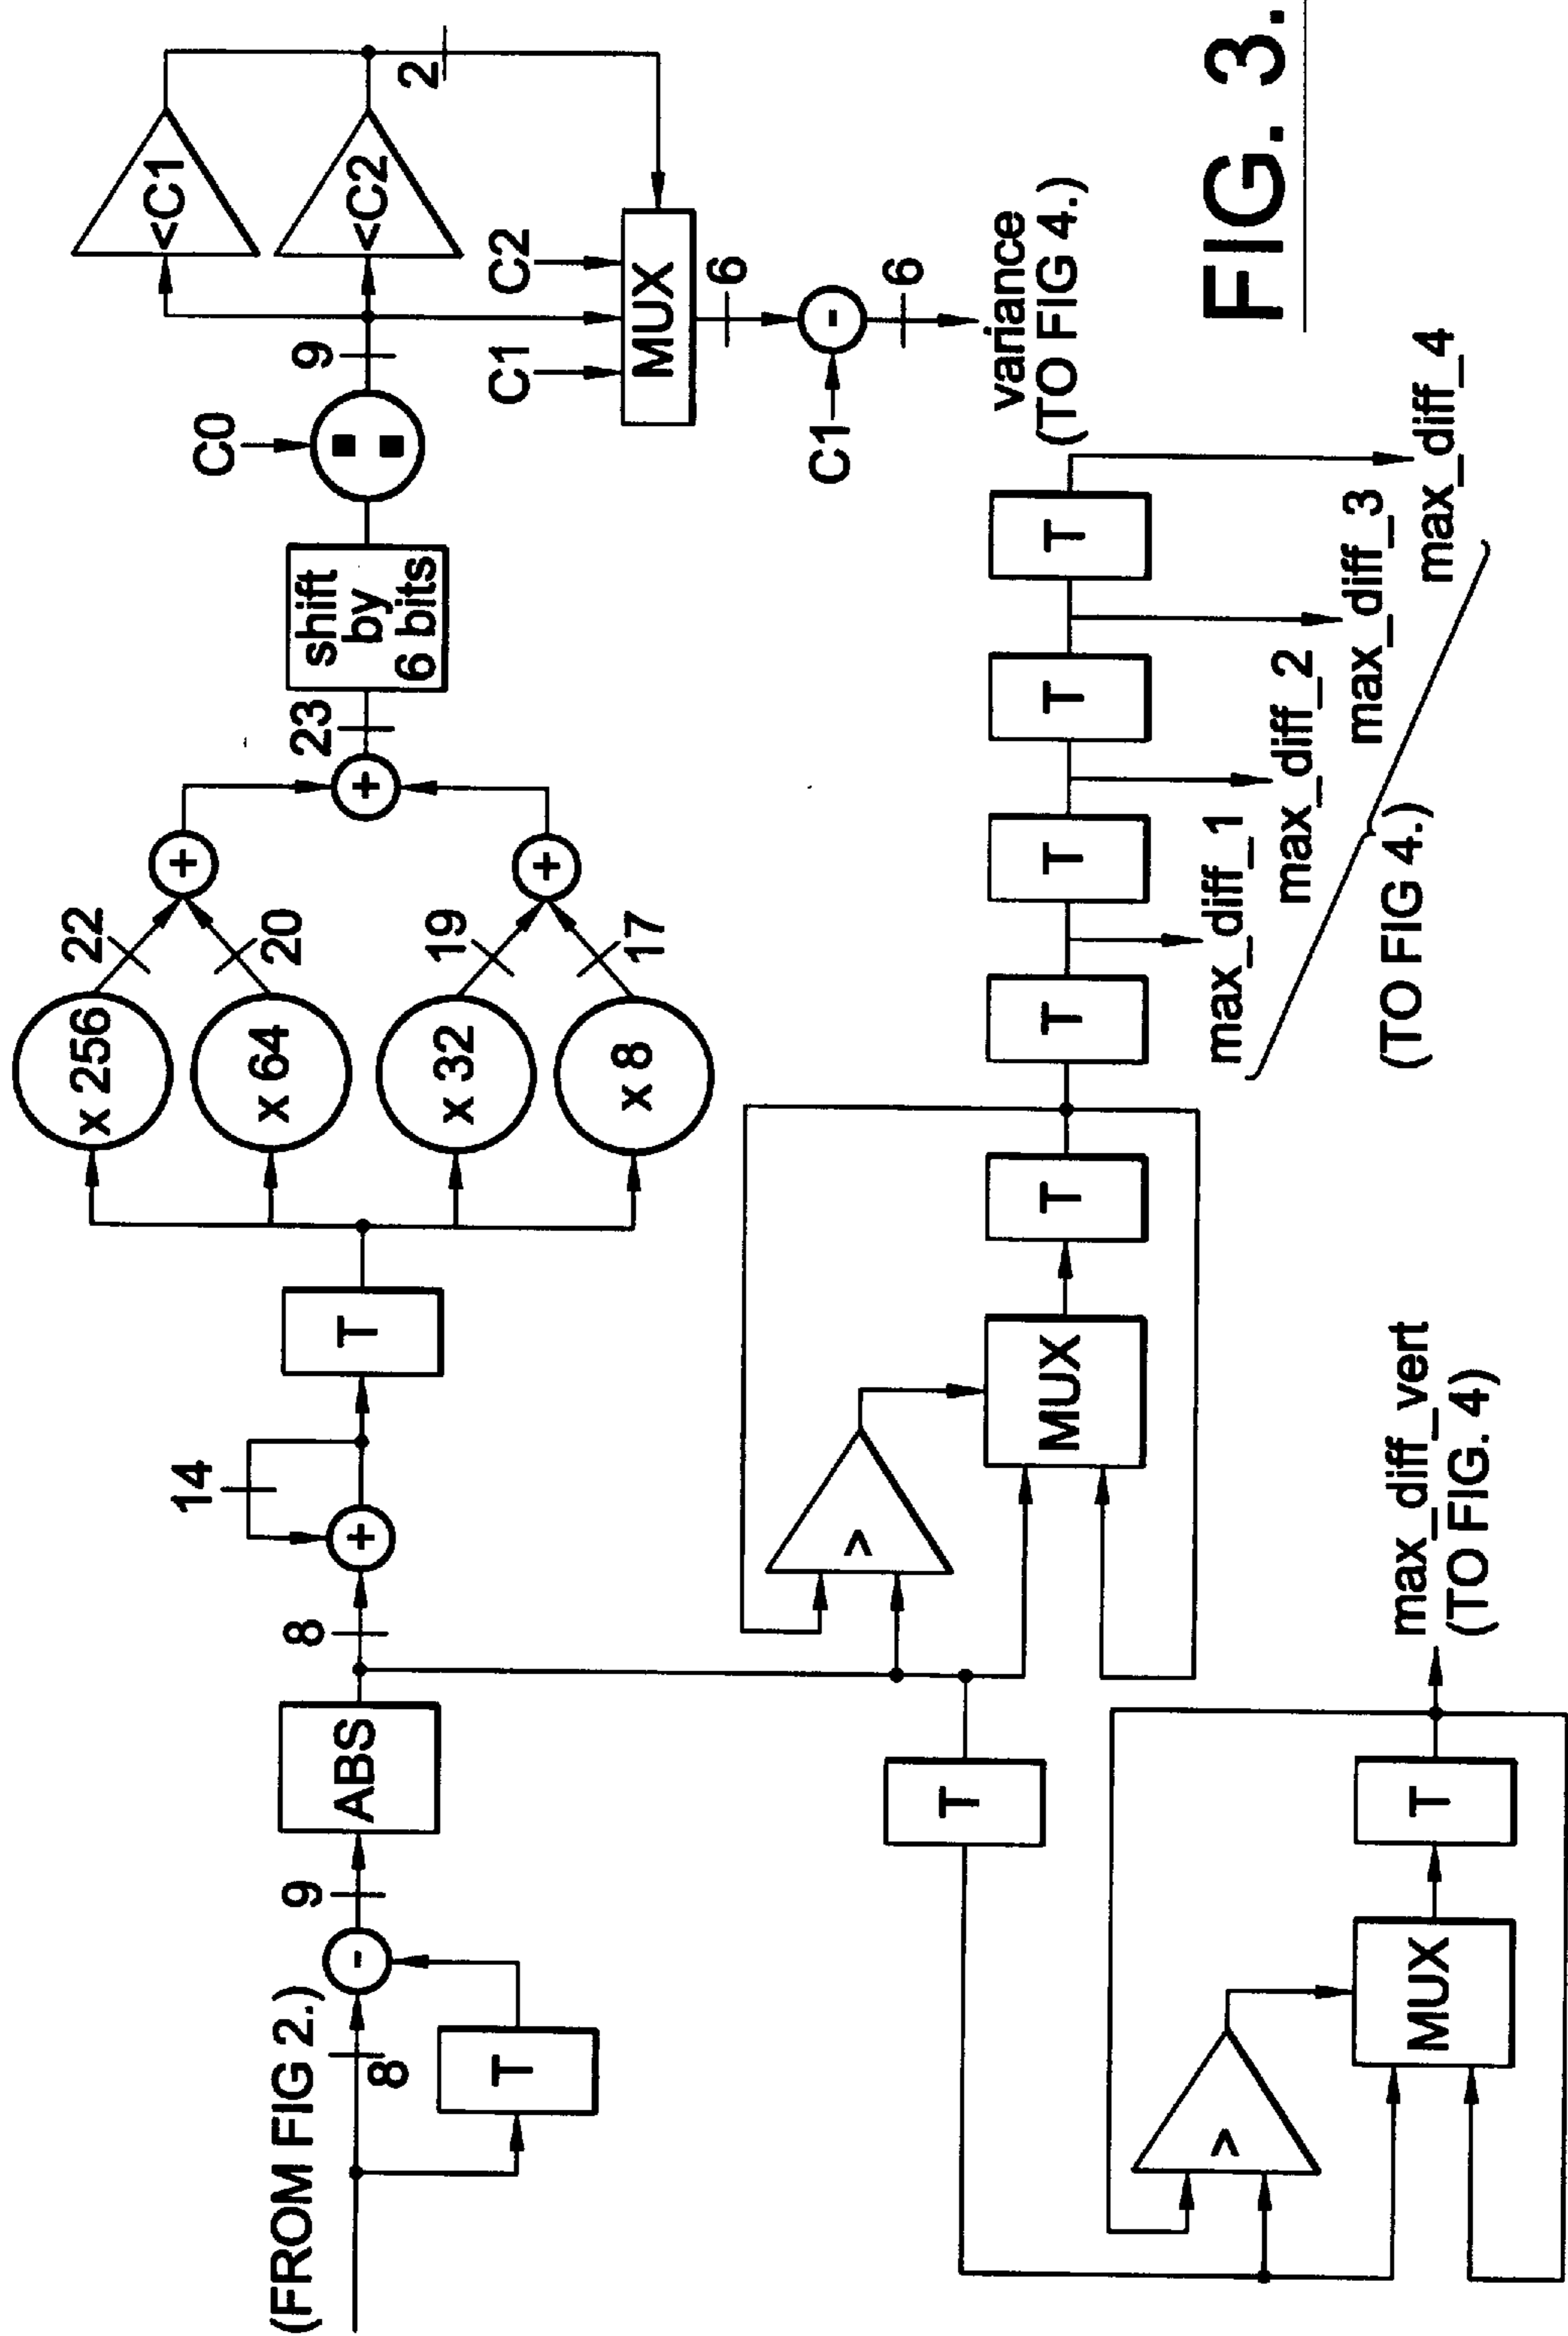 (FROM FIG 2.)
8
T
-
9
ABS
8
+
14
T
x 256
x 64
x 32
x 8
22
20
19
17
+
+
+
23
shift
by
6 bits
C0
9
<C1
<C2
2
C1
C2
MUX
6
C1
-
6
variance
(TO FIG 4.)
>
MUX
T
T
T
T
T
max_diff_1
max_diff_2
max_diff_3
max_diff_4
(TO FIG 4.)
T
>
MUX
T
max_diff_vert
(TO FIG. 4)
FIG. 3.